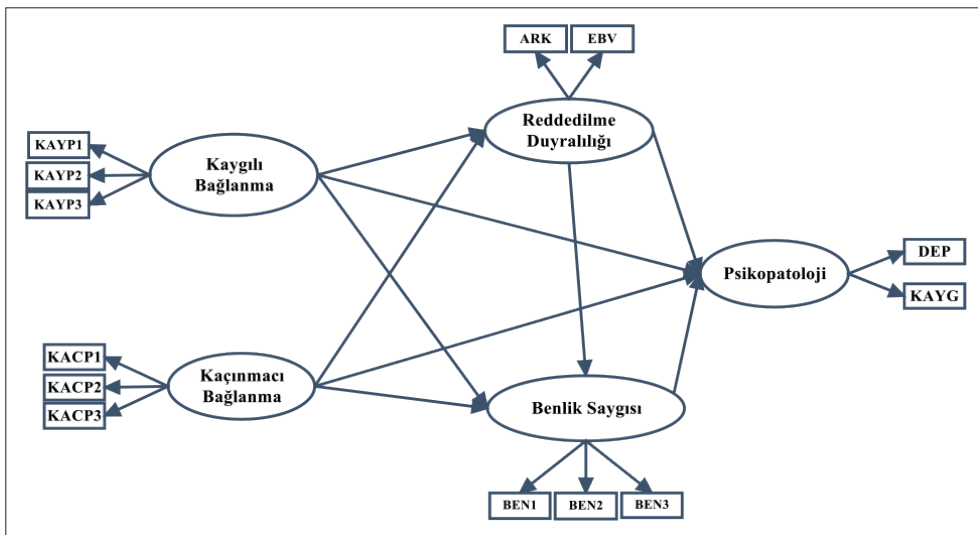 ARK
EBV
Reddedilme
Duyralılığı
KAYP1
KAYP2
KAYP3
Kaygılı
Bağlanma
Psikopatoloji
DEP
KAYG
KACP1
KACP2
KACP3
Kaçınmacı
Bağlanma
Benlik Saygısı
BEN1
BEN2
BEN3